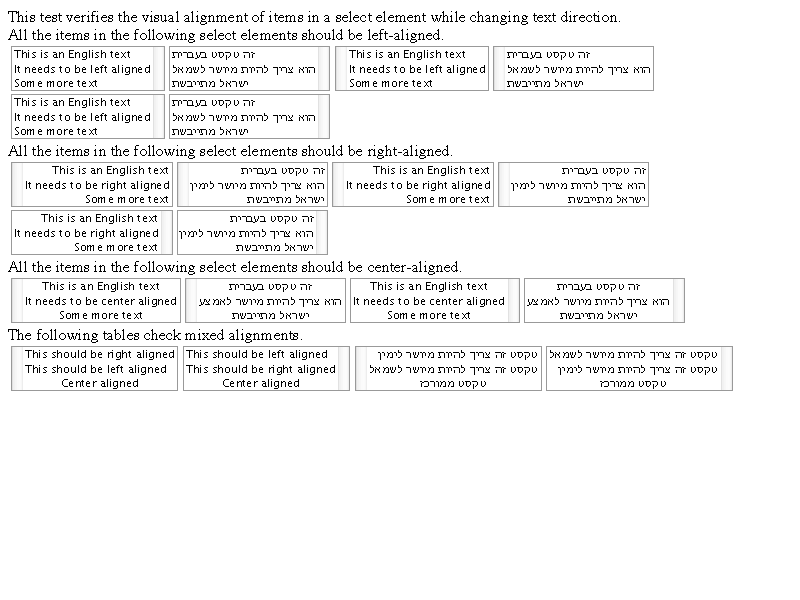 This test verifies the visual alignment of items in a select element while changing text direction.
All the items in the following select elements should be left-aligned.
This is an English text
It needs to be left aligned
Some more text
זה טקסט בעברית
הוא צריך להיות מיושר לשמאל
ישראל מתייבשת
This is an English text
It needs to be left aligned
Some more text
זה טקסט בעברית
הוא צריך להיות מיושר לשמאל
ישראל מתייבשת
This is an English text
It needs to be left aligned
Some more text
זה טקסט בעברית
הוא צריך להיות מיושר לשמאל
ישראל מתייבשת
All the items in the following select elements should be right-aligned.
This is an English text
It needs to be right aligned
Some more text
זה טקסט בעברית
הוא צריך להיות מיושר לימין
ישראל מתייבשת
This is an English text
It needs to be right aligned
Some more text
זה טקסט בעברית
הוא צריך להיות מיושר לימין
ישראל מתייבשת
This is an English text
It needs to be right aligned
Some more text
זה טקסט בעברית
הוא צריך להיות מיושר לימין
ישראל מתייבשת
All the items in the following select elements should be center-aligned.
This is an English text
It needs to be center aligned
Some more text
זה טקסט בעברית
הוא צריך להיות מיושר לאמצע
ישראל מתייבשת
This is an English text
It needs to be center aligned
Some more text
זה טקסט בעברית
הוא צריך להיות מיושר לאמצע
ישראל מתייבשת
The following tables check mixed alignments.
This should be right aligned
This should be left aligned
Center aligned
This should be left aligned
This should be right aligned
Center aligned
טקסט זה צריך להיות מיושר לימין
טקסט זה צריך להיות מיושר לשמאל
טקסט ממורכז
טקסט זה צריך להיות מיושר לשמאל
טקסט זה צריך להיות מיושר לימין
טקסט ממורכז